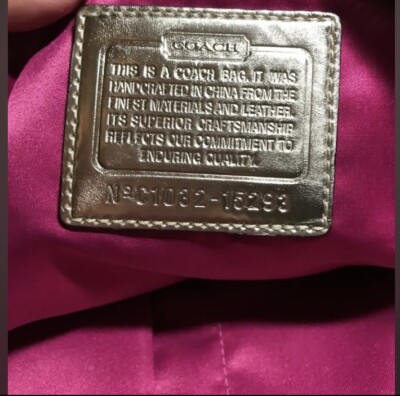 COACH
THIS IS A COACH BAG. IT WAS
HANDCRAFTED IN CHINA FROM THE
FINEST MATERIALS AND LEATHER.
ITS SUPERIOR CRAFTSMANSHIP
REFLECTS OUR COMMITMENT TO
ENDURING QUALITY.
Nº C1032-15293